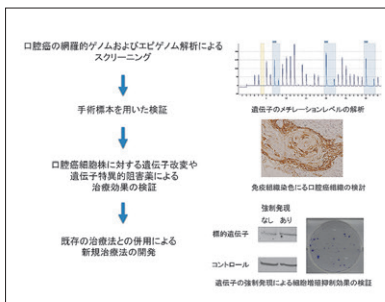 口腔癌の網羅的ゲノムおよびエピゲノム解析による
スクリーニング
手術標本を用いた検証
口腔癌細胞株に対する遺伝子改変や
遺伝子特異的阻害薬による
治療効果の検証
既存の治療法との併用による
新規治療法の開発
遺伝子のメチレーションレベルの解析
免疫組織染色にる口腔癌組織の検討
強制発現
なし あり
標的遺伝子
コントロール
遺伝子の強制発現による細胞増殖抑制効果の検証